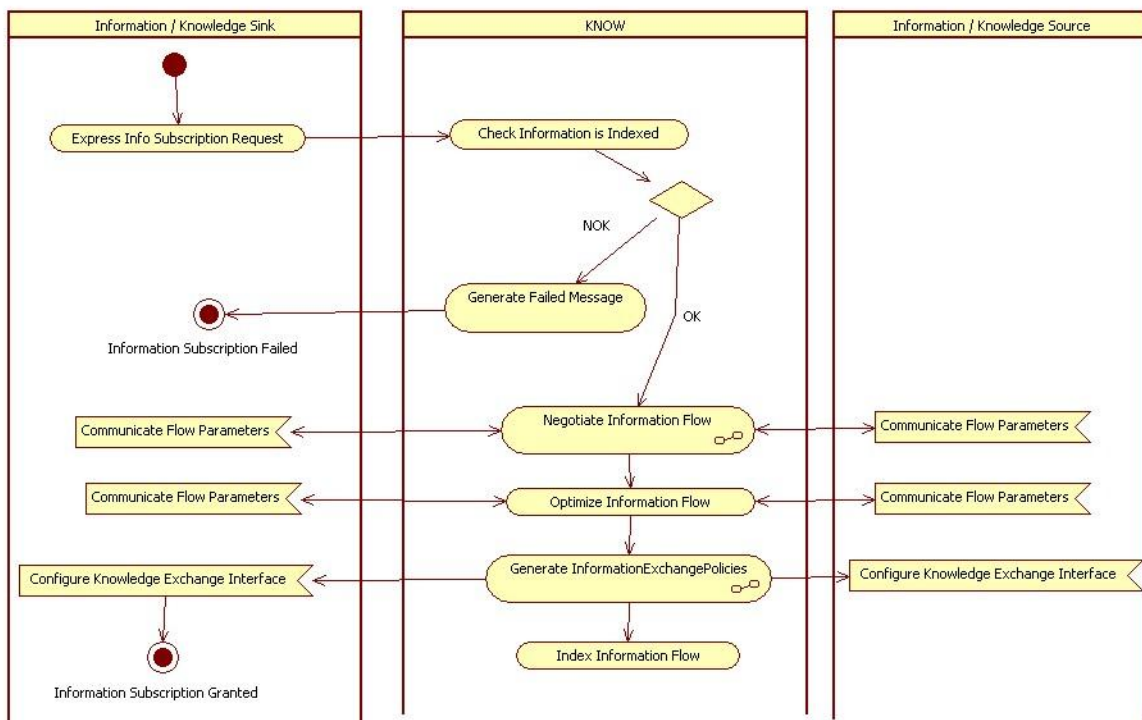 Information / Knowledge Sink
KNOW
Information / Knowledge Source
Express Info Subscription Request
Check Information is Indexed
NOK
Generate Failed Message
OK
Information Subscription Failed
Communicate Flow Parameters
Negotiate Information Flow
Communicate Flow Parameters
Communicate Flow Parameters
Optimize Information Flow
Communicate Flow Parameters
Configure Knowledge Exchange Interface
Generate InformationExchangePolicies
Configure Knowledge Exchange Interface
Index Information Flow
Information Subscription Granted